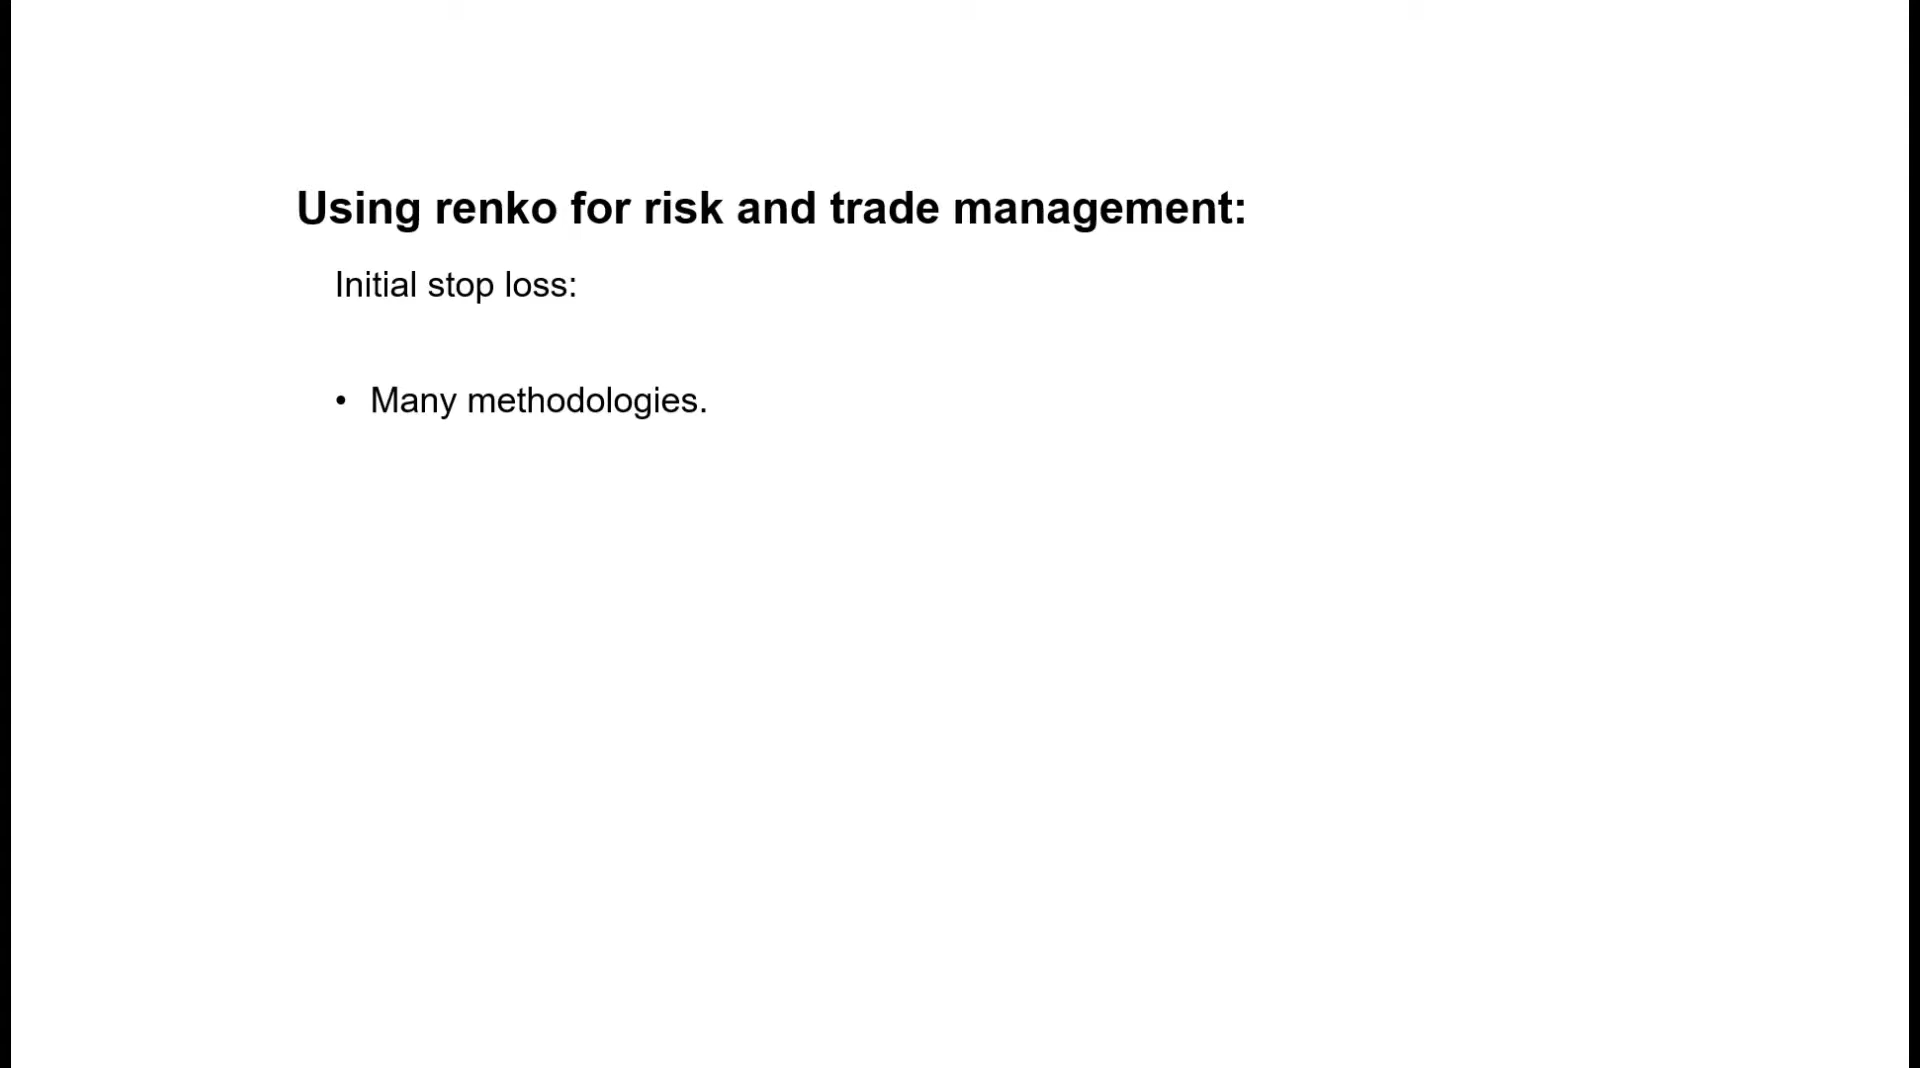 Using renko for risk and trade management:
Initial stop loss:
• Many methodologies.